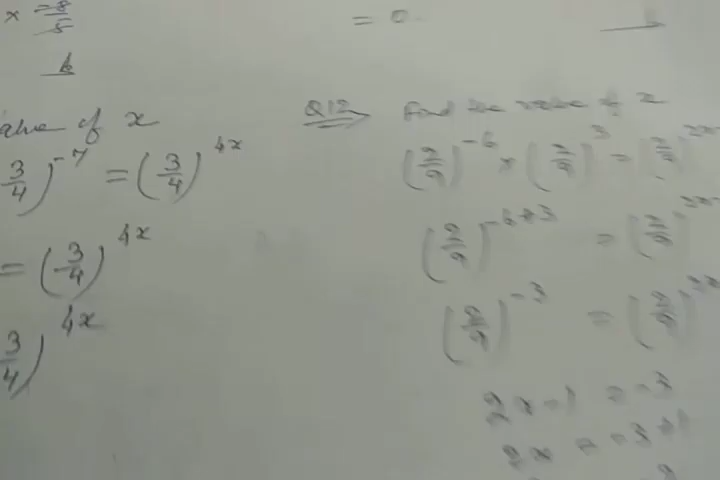 x = -8/5
= 0
6
value of x
3/4)^-7 = (3/4)^4x
= (3/4)^4x
3/4)^4x
Q12 Find the value of x
(2/9)^-6 × (2/9)^3 = (2/9)^2x-
(2/9)^-6+3 = (2/9)^2x-
(2/9)^-3 = (2/9)^2x
2x-1 = -3
2x = -3+1